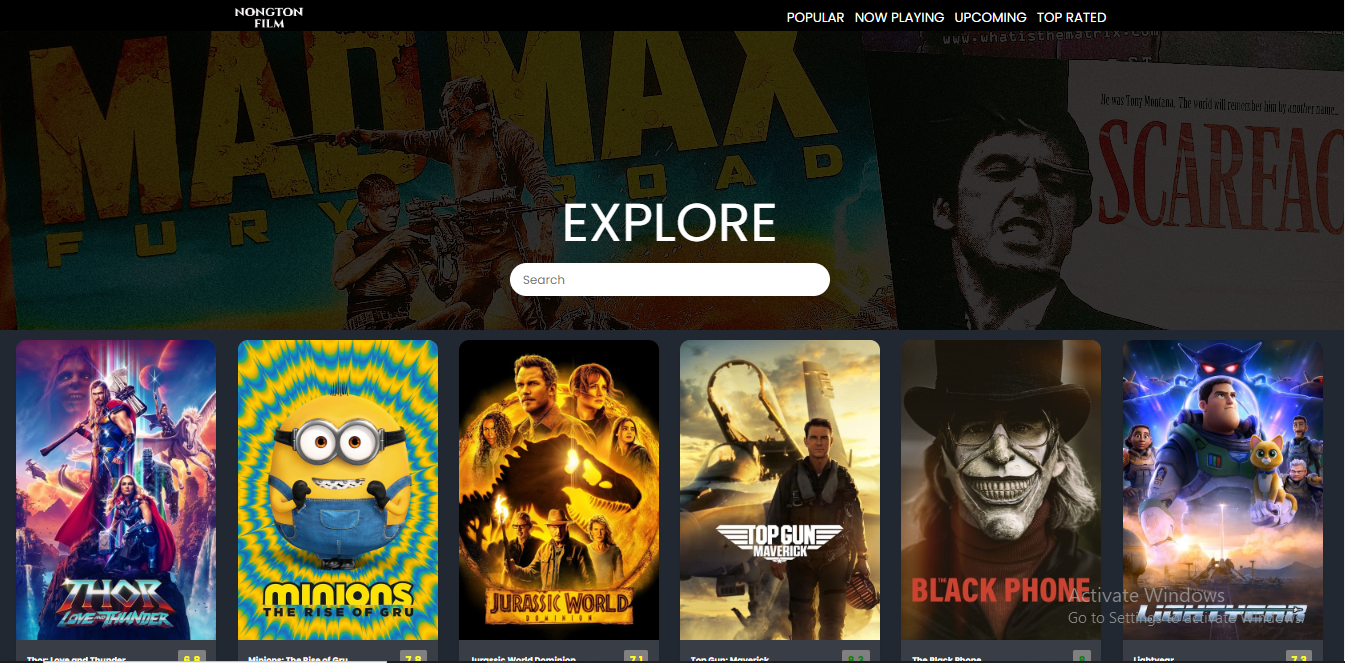 NONGTON
FILM
POPULAR NOW PLAYING UPCOMING TOP RATED
MAD MAX
FURY ROAD
www.whatisthematrix.com
He was Tony Montana. The world will remember him by another name...
SCARFAC
EXPLORE
Search
THOR
LOVE AND THUNDER
minions
THE RISE OF GRU
JURASSIC WORLD
DOMINION
TOP GUN
MAVERICK
THE BLACK PHONE
LIGHTYEAR
Activate Windows
Go to Settings to activate Windows.
Thor: Love and Thunder 6.8
Minions: The Rise of Gru 7.8
Jurassic World Dominion 7.1
Top Gun: Maverick 8.3
The Black Phone 8
Lightyear 7.3